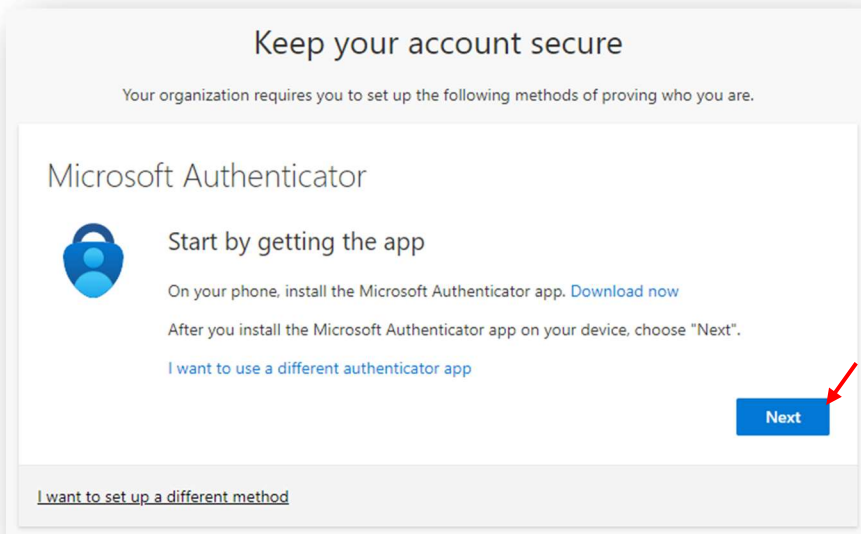 Keep your account secure
Your organization requires you to set up the following methods of proving who you are.
Microsoft Authenticator
Start by getting the app
On your phone, install the Microsoft Authenticator app. Download now
After you install the Microsoft Authenticator app on your device, choose "Next".
I want to use a different authenticator app
Next
I want to set up a different method